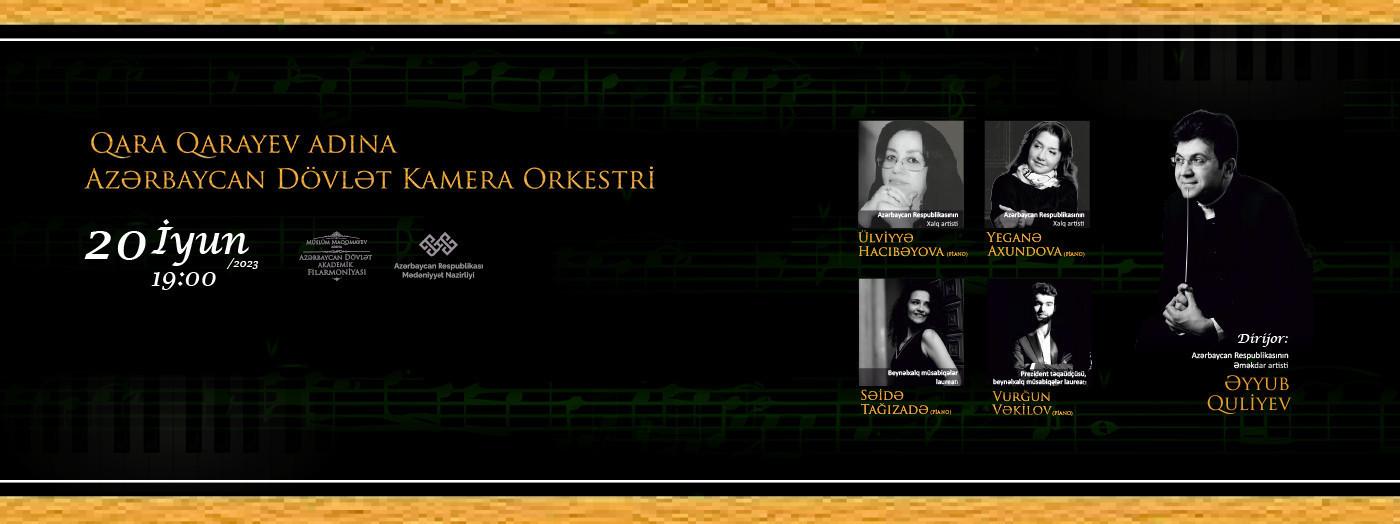 Qara Qarayev adına
Azərbaycan Dövlət Kamera Orkestri
20 İyun
/2023
19:00
Müslüm Maqomayev
adına
Azərbaycan Dövlət
Akademik
Filarmoniyası
Azərbaycan Respublikası
Mədəniyyət Nazirliyi
Azərbaycan Respublikasının
Xalq artisti
Ülviyyə
Hacıbəyova (piano)
Azərbaycan Respublikasının
Xalq artisti
Yeganə
Axundova (piano)
Beynəlxalq müsabiqələr
laureatı
Səidə
Tağızadə (piano)
Prezident təqaüdçüsü,
beynəlxalq müsabiqələr laureatı
Vurğun
Vəkilov (piano)
Dirijor:
Azərbaycan Respublikasının
Əməkdar artisti
Əyyub
Quliyev